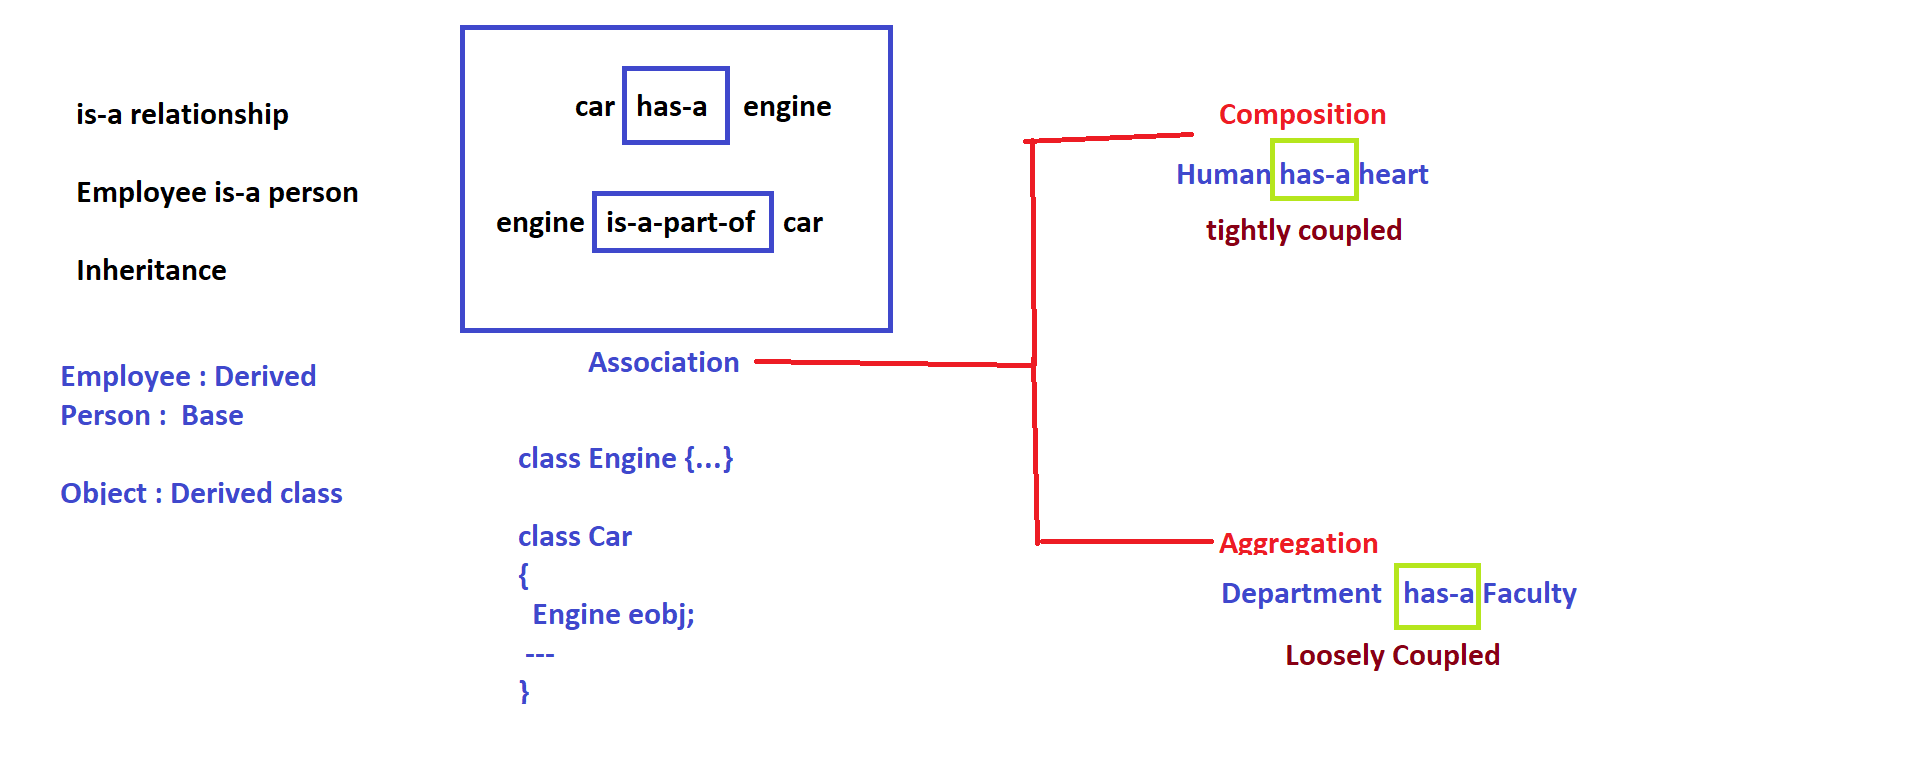 is-a relationship
Employee is-a person
Inheritance
Employee : Derived
Person :  Base
Object : Derived class
car has-a engine
engine is-a-part-of car
Association
class Engine {...}
class Car
{
Engine eobj;
---
}
Composition
Human has-a heart
tightly coupled
Aggregation
Department has-a Faculty
Loosely Coupled